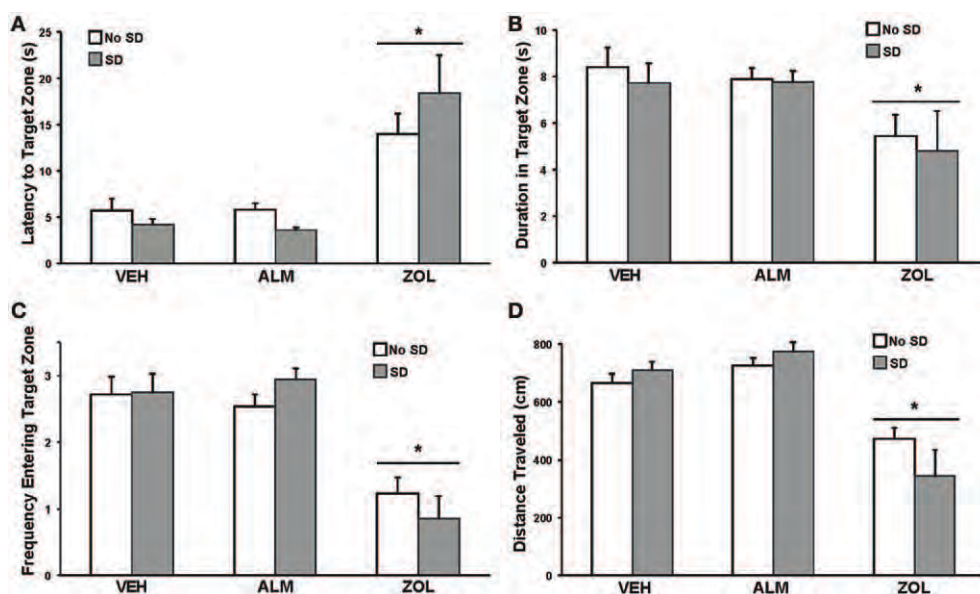 A
No SD
SD
*
Latency to Target Zone (s)
25
20
15
10
5
0
VEH ALM ZOL
B
No SD
SD
*
Duration in Target Zone (s)
10
8
6
4
2
0
VEH ALM ZOL
C
No SD
SD
*
Frequency Entering Target Zone
3
2
1
0
VEH ALM ZOL
D
No SD
SD
*
Distance Traveled (cm)
800
600
400
200
0
VEH ALM ZOL